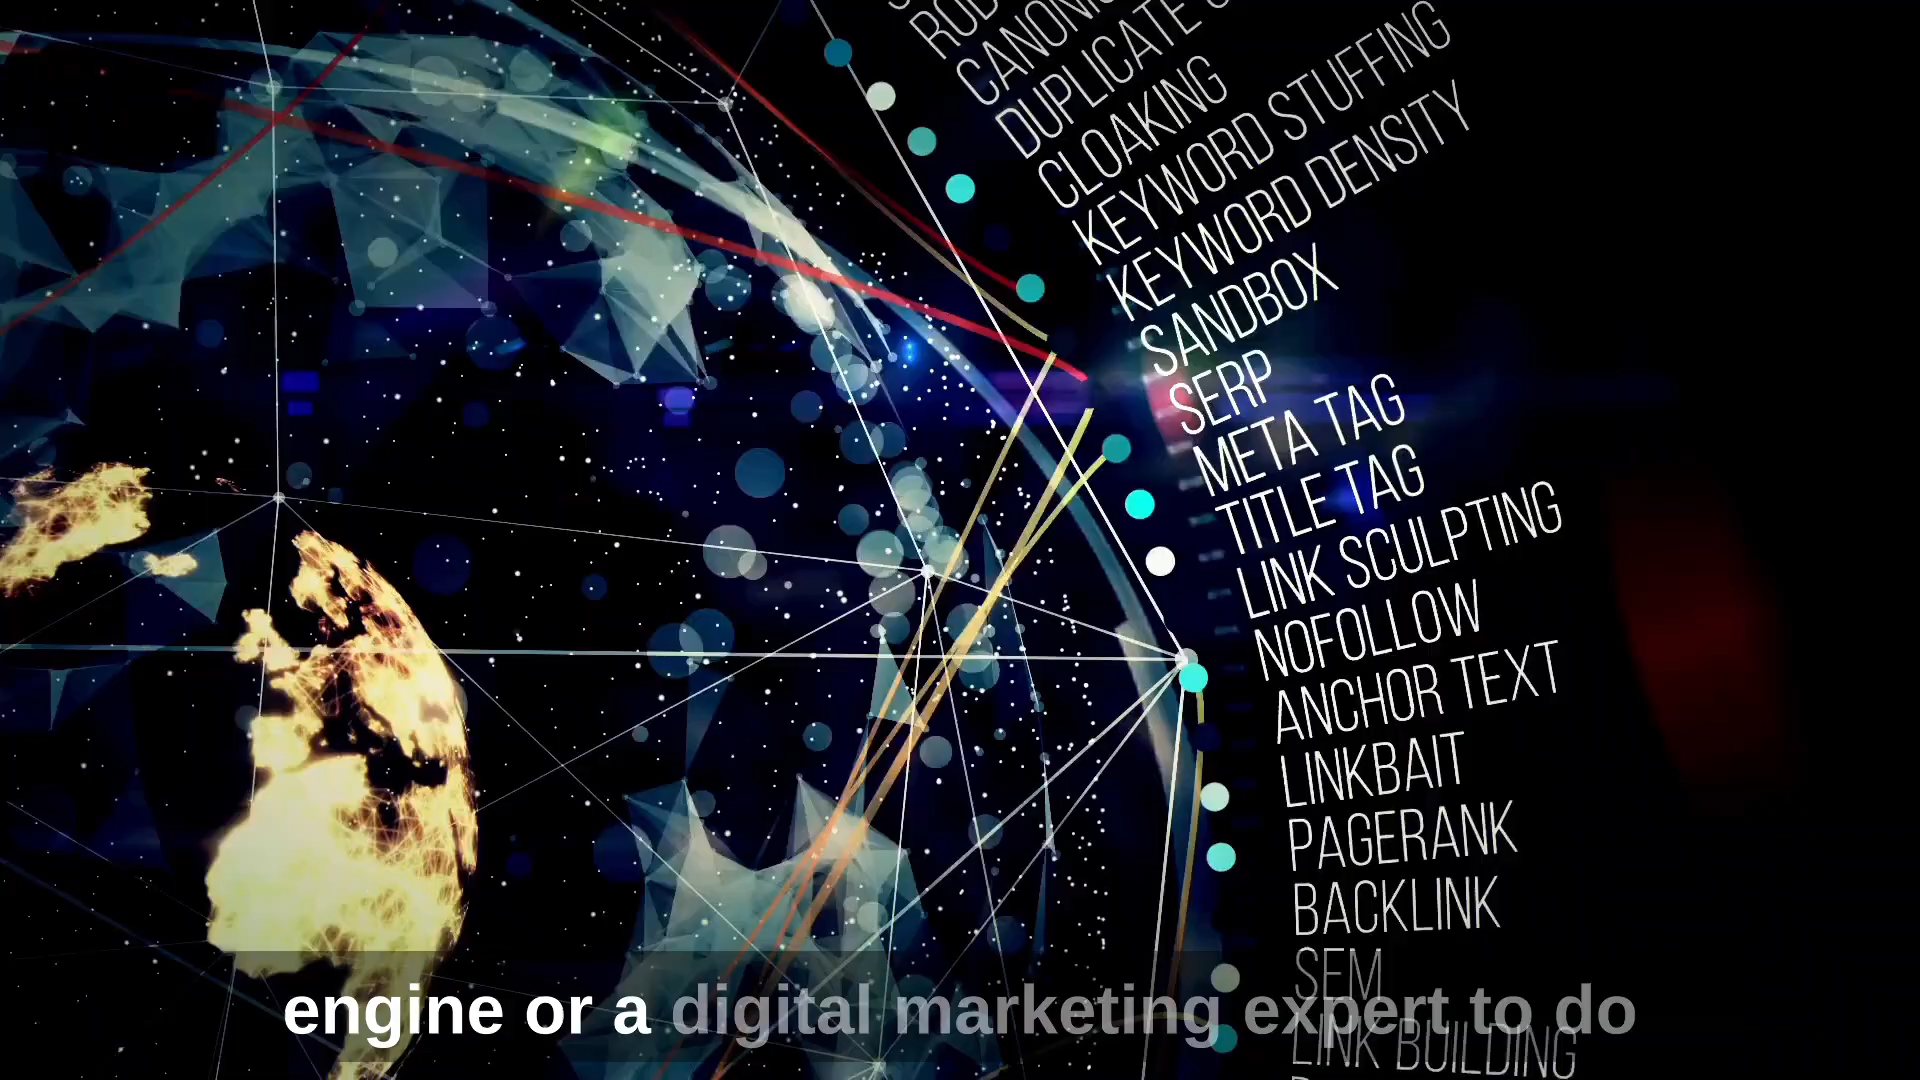 CLOAKING
KEYWORD STUFFING
KEYWORD DENSITY
SANDBOX
SERP
META TAG
TITLE TAG
LINK SCULPTING
NOFOLLOW
ANCHOR TEXT
LINKBAIT
PAGERANK
BACKLINK
SEM
LINK BUILDING
DUPLICATE
engine or a digital marketing expert to do